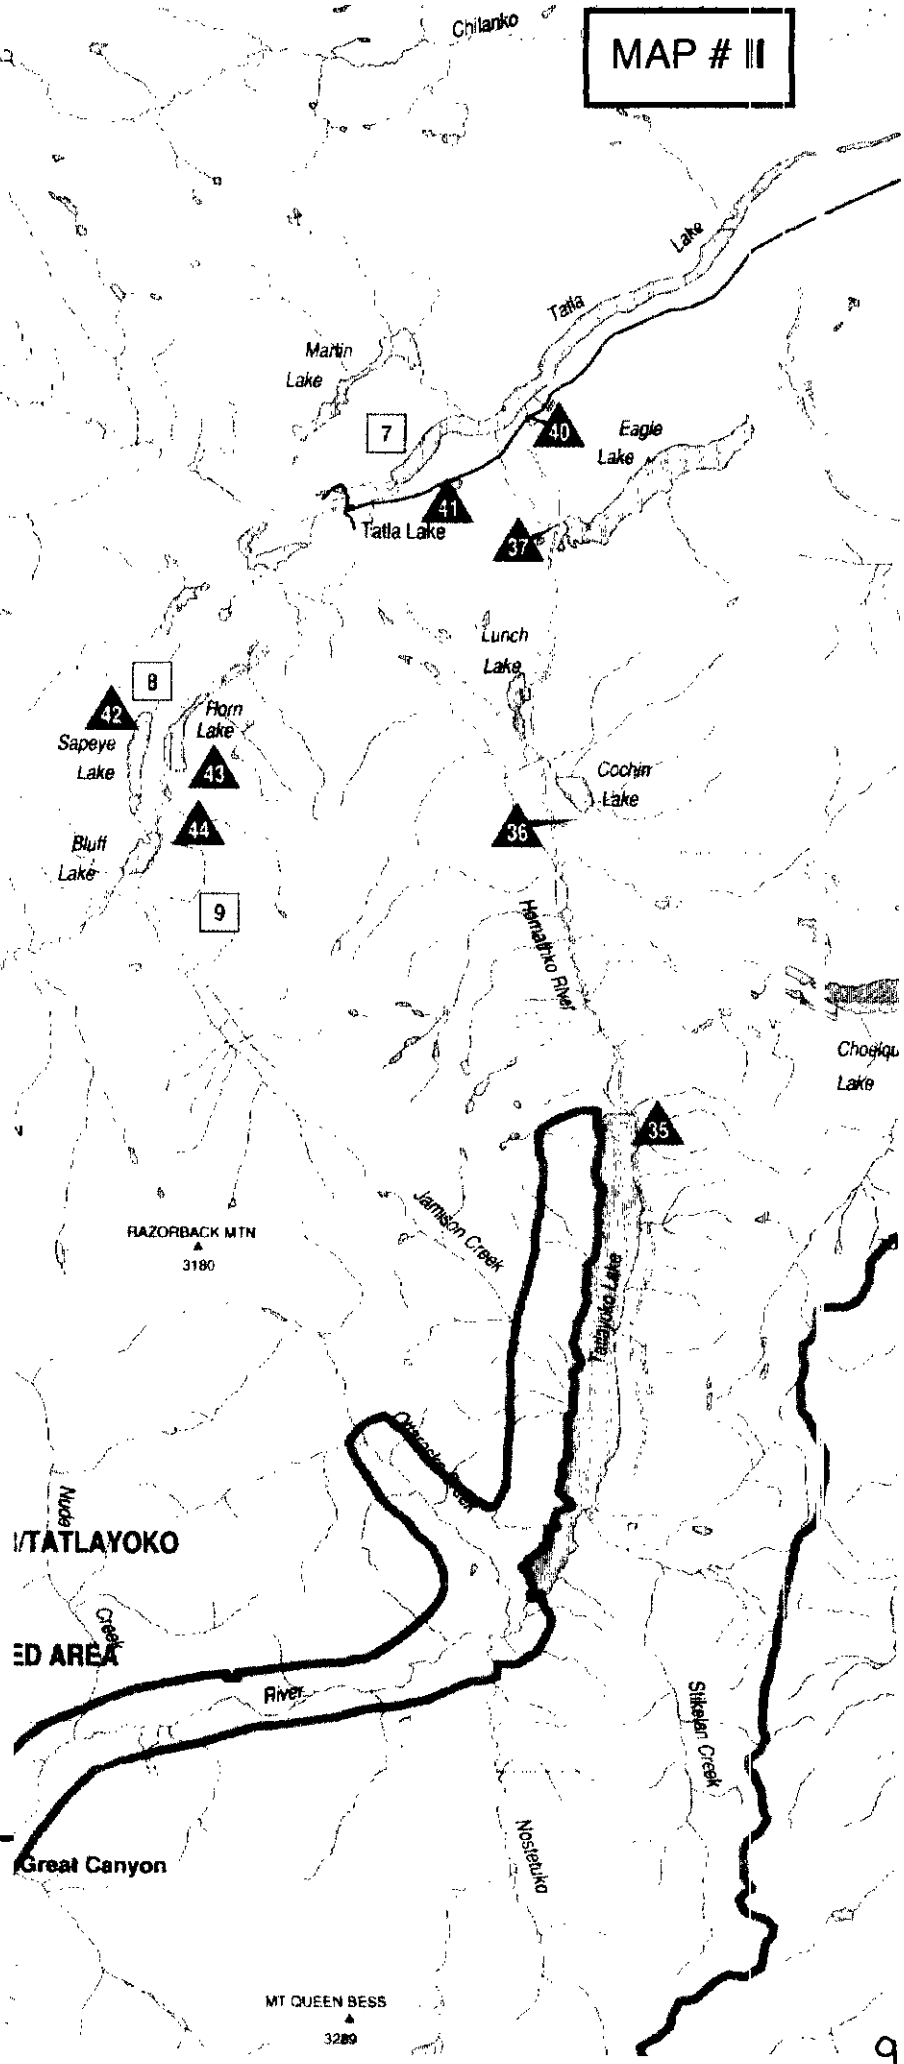 Chilanko
MAP # II
Lake
Tatla
Martin
Lake
7
40
Eagle
Lake
41
Tatla Lake
37
Lunch
Lake
8
42
Horn
Lake
Sapeye
Lake
43
Cochin
Lake
44
36
Bluff
Lake
9
Homathko River
Lake
35
Jamison Creek
RAZORBACK MTN
3180
Tatlayoko Lake
Ottarasko Creek
Nude
I/TATLAYOKO
Creek
ED AREA
River
Stikelan Creek
Great Canyon
Nostetuko
MT QUEEN BESS
3289
9